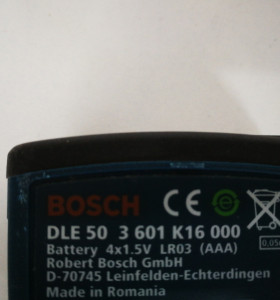 BOSCH CE
DLE 50 3 601 K16 000
Battery 4x1.5V LR03 (AAA)
Robert Bosch GmbH
D-70745 Leinfelden-Echterdingen
Made in Romania